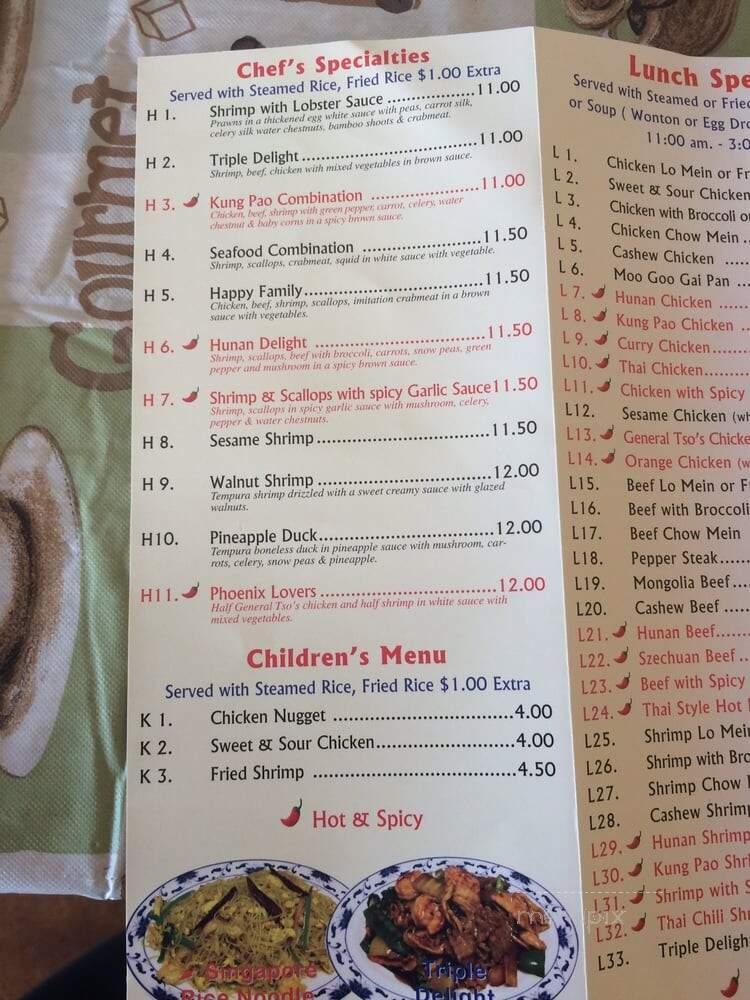 Gourmet
Chef's Specialties
Served with Steamed Rice, Fried Rice $1.00 Extra
H 1. Shrimp with Lobster Sauce ................11.00
Prawns in a thickened egg white sauce with peas, carrot silk,
celery silk water chestnuts, bamboo shoots & crabmeat.
H 2. Triple Delight................................11.00
Shrimp, beef, chicken with mixed vegetables in brown sauce.
H 3. Kung Pao Combination ...................11.00
Chicken, beef, shrimp with green pepper, carrot, celery, water
chestnut & baby corns in a spicy brown sauce.
H 4. Seafood Combination .....................11.50
Shrimp, scallops, crabmeat, squid in white sauce with vegetable.
H 5. Happy Family................................11.50
Chicken, beef, shrimp, scallops, imitation crabmeat in a brown
sauce with vegetables.
H 6. Hunan Delight ..............................11.50
Shrimp, scallops, beef with broccoli, carrots, snow peas, green
pepper and mushroom in a spicy brown sauce.
H 7. Shrimp & Scallops with spicy Garlic Sauce11.50
Shrimp, scallops in spicy garlic sauce with mushroom, celery,
pepper & water chestnuts.
H 8. Sesame Shrimp..............................11.50
H 9. Walnut Shrimp..............................12.00
Tempura shrimp drizzled with a sweet creamy sauce with glazed
walnuts.
H10. Pineapple Duck..............................12.00
Tempura boneless duck in pineapple sauce with mushroom, car-
rots, celery, snow peas & pineapple.
H11. Phoenix Lovers ..............................12.00
Half General Tso's chicken and half shrimp in white sauce with
mixed vegetables.
Children's Menu
Served with Steamed Rice, Fried Rice $1.00 Extra
K 1. Chicken Nugget ................................4.00
K 2. Sweet & Sour Chicken........................4.00
K 3. Fried Shrimp ...................................4.50
Hot & Spicy
Singapore
Rice Noodle
Triple
Delight
Lunch Spe
Served with Steamed or Fried
or Soup ( Wonton or Egg Dro
11:00 am. - 3:0
L 1. Chicken Lo Mein or Fr
L 2. Sweet & Sour Chicken
L 3. Chicken with Broccoli o
L 4. Chicken Chow Mein ..
L 5. Cashew Chicken ....
L 6. Moo Goo Gai Pan ...
L 7. Hunan Chicken .....
L 8. Kung Pao Chicken ..
L 9. Curry Chicken.......
L10. Thai Chicken........
L11. Chicken with Spicy
L12. Sesame Chicken (wh
L13. General Tso's Chicke
L14. Orange Chicken (w
L15. Beef Lo Mein or F
L16. Beef with Broccoli
L17. Beef Chow Mein
L18. Pepper Steak.....
L19. Mongolia Beef...
L20. Cashew Beef ....
L21. Hunan Beef.....
L22. Szechuan Beef ..
L23. Beef with Spicy
L24. Thai Style Hot
L25. Shrimp Lo Mein
L26. Shrimp with Bro
L27. Shrimp Chow
L28. Cashew Shrimp
L29. Hunan Shrimp
L30. Kung Pao Shri
L31. Shrimp with S
L32. Thai Chili Shr
L33. Triple Deligh